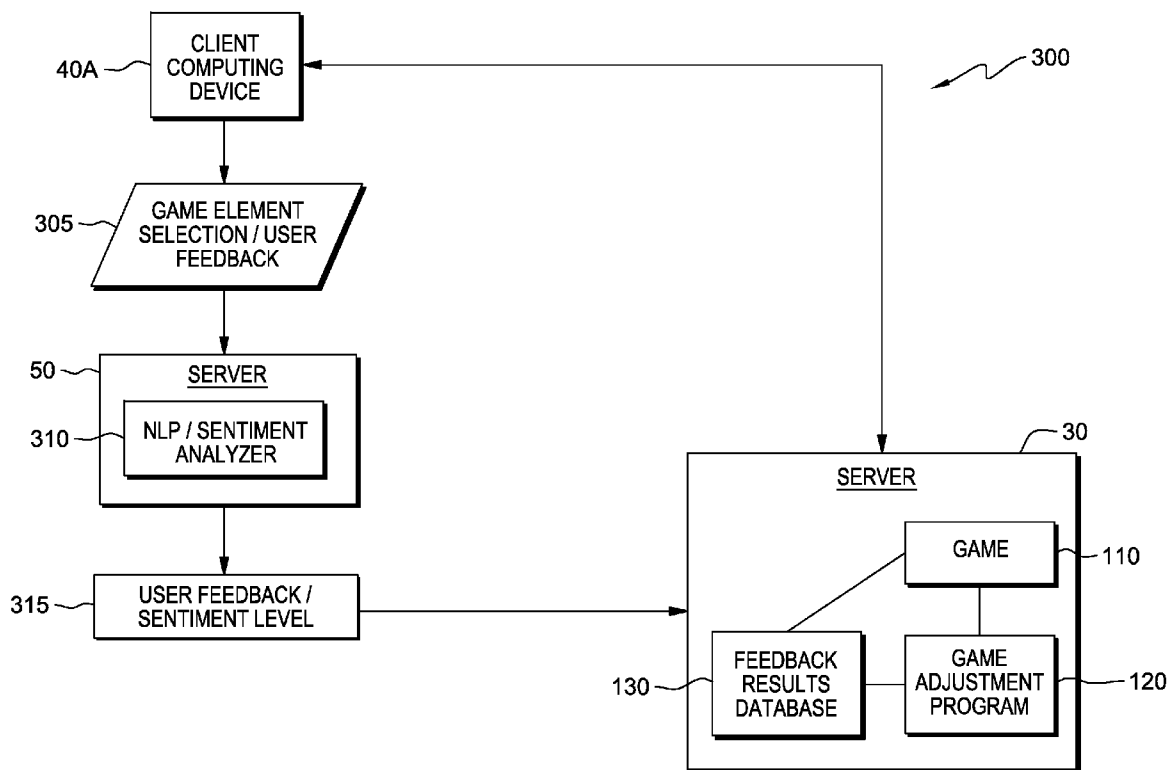 CLIENT
COMPUTING
DEVICE
40A
300
305
GAME ELEMENT
SELECTION / USER
FEEDBACK
50
SERVER
310
NLP / SENTIMENT
ANALYZER
315
USER FEEDBACK /
SENTIMENT LEVEL
30
SERVER
GAME
110
130
FEEDBACK
RESULTS
DATABASE
GAME
ADJUSTMENT
PROGRAM
120